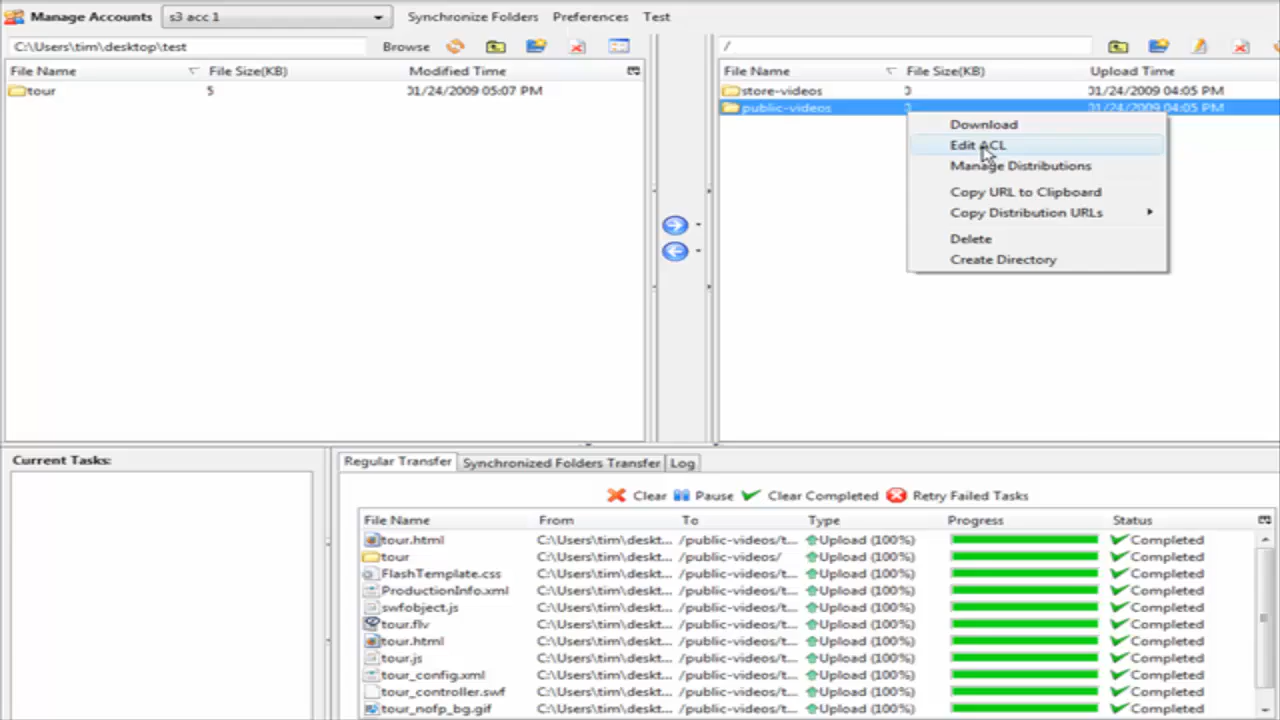 Manage Accounts s3 acc 1 Synchronize Folders Preferences Test
C:\Users\tim\desktop\test Browse
File Name File Size(KB) Modified Time
tour 5 01/24/2009 05:07 PM
/
File Name File Size(KB) Upload Time
store-videos 0 01/24/2009 04:05 PM
public-videos 0 01/24/2009 04:05 PM
Download
Edit ACL
Manage Distributions
Copy URL to Clipboard
Copy Distribution URLs
Delete
Create Directory
Current Tasks:
Regular Transfer Synchronized Folders Transfer Log
Clear Pause Clear Completed Retry Failed Tasks
File Name From To Type Progress Status
tour.html C:\Users\tim\deskt... /public-videos/t... Upload (100%) Completed
tour C:\Users\tim\deskt... /public-videos/ Upload (100%) Completed
FlashTemplate.css C:\Users\tim\deskt... /public-videos/t... Upload (100%) Completed
ProductionInfo.xml C:\Users\tim\deskt... /public-videos/t... Upload (100%) Completed
swfobject.js C:\Users\tim\deskt... /public-videos/t... Upload (100%) Completed
tour.flv C:\Users\tim\deskt... /public-videos/t... Upload (100%) Completed
tour.html C:\Users\tim\deskt... /public-videos/t... Upload (100%) Completed
tour.js C:\Users\tim\deskt... /public-videos/t... Upload (100%) Completed
tour_config.xml C:\Users\tim\deskt... /public-videos/t... Upload (100%) Completed
tour_controller.swf C:\Users\tim\deskt... /public-videos/t... Upload (100%) Completed
tour_nofp_bg.gif C:\Users\tim\deskt... /public-videos/t... Upload (100%) Completed